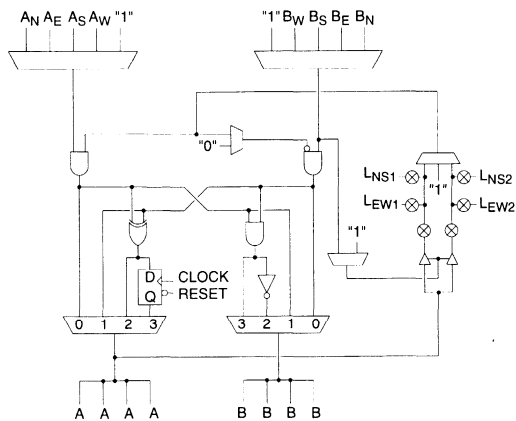 A_N A_E A_S A_W "1"
"1" B_W B_S B_E B_N
"0"
L_NS1 "1" L_NS2
L_EW1 L_EW2
"1"
D CLOCK
Q RESET
0 1 2 3
3 2 1 0
A A A A
B B B B